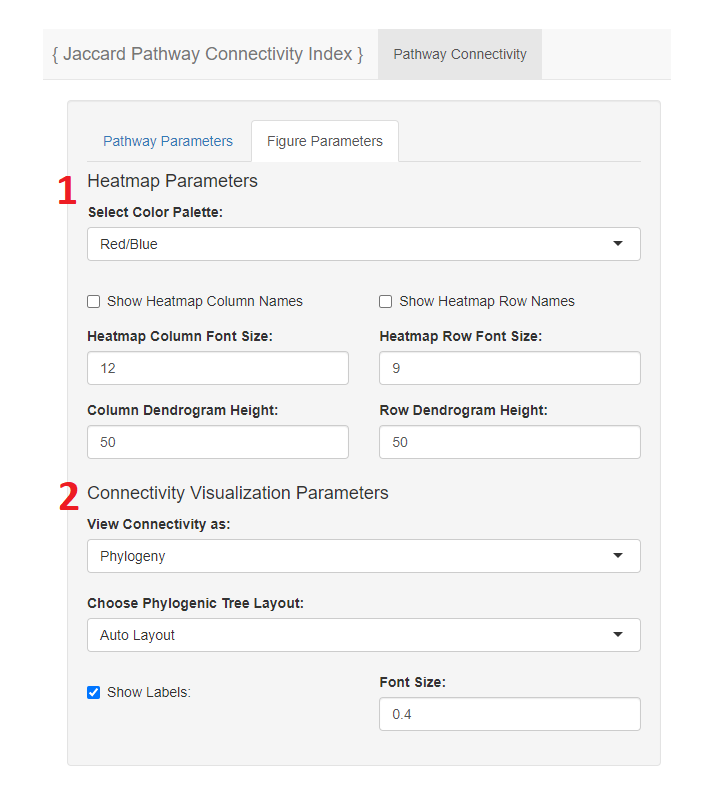 { Jaccard Pathway Connectivity Index } Pathway Connectivity
Pathway Parameters Figure Parameters
1 Heatmap Parameters
Select Color Palette:
Red/Blue
Show Heatmap Column Names Show Heatmap Row Names
Heatmap Column Font Size: Heatmap Row Font Size:
12 9
Column Dendrogram Height: Row Dendrogram Height:
50 50
2 Connectivity Visualization Parameters
View Connectivity as:
Phylogeny
Choose Phylogenic Tree Layout:
Auto Layout
Show Labels: Font Size:
0.4